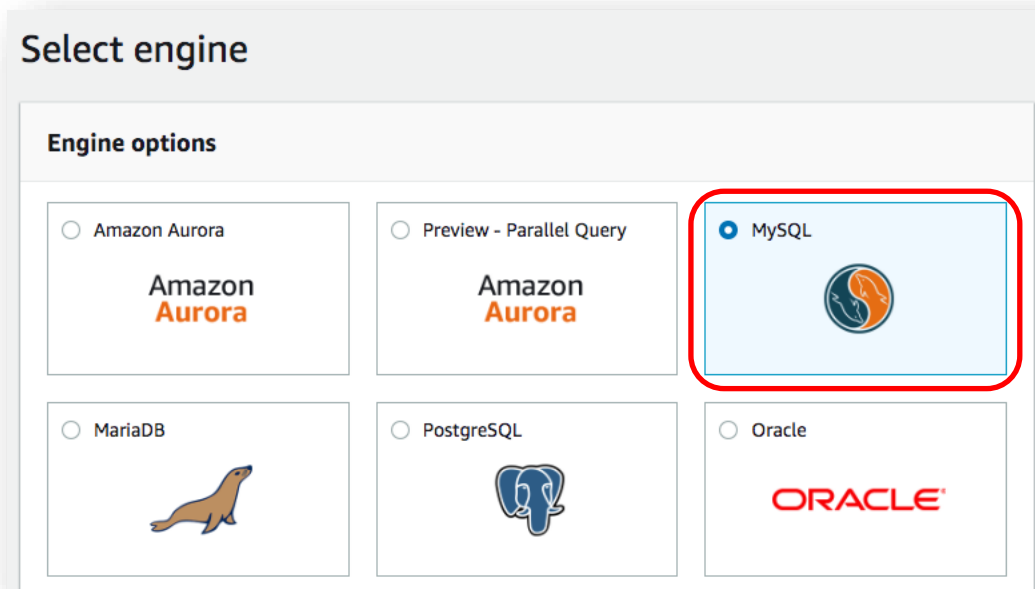 Select engine
Engine options
Amazon Aurora
Amazon
Aurora
Preview - Parallel Query
Amazon
Aurora
MySQL
MariaDB
PostgreSQL
Oracle
ORACLE